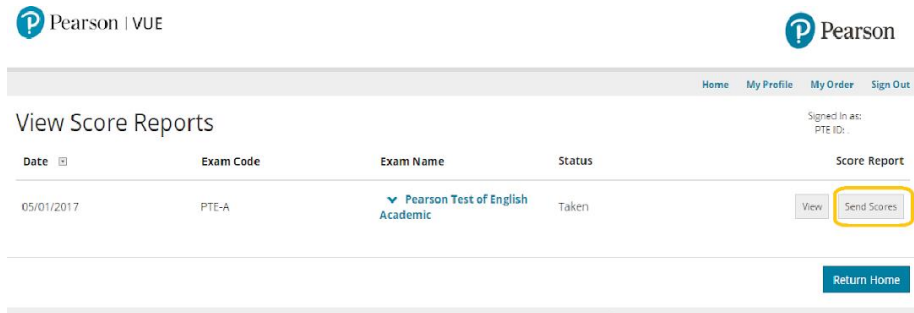 Pearson | VUE
Pearson
Home My Profile My Order Sign Out
View Score Reports
Signed In as:
PTE ID:
Date Exam Code Exam Name Status Score Report
05/01/2017 PTE-A Pearson Test of English Academic Taken View Send Scores
Return Home